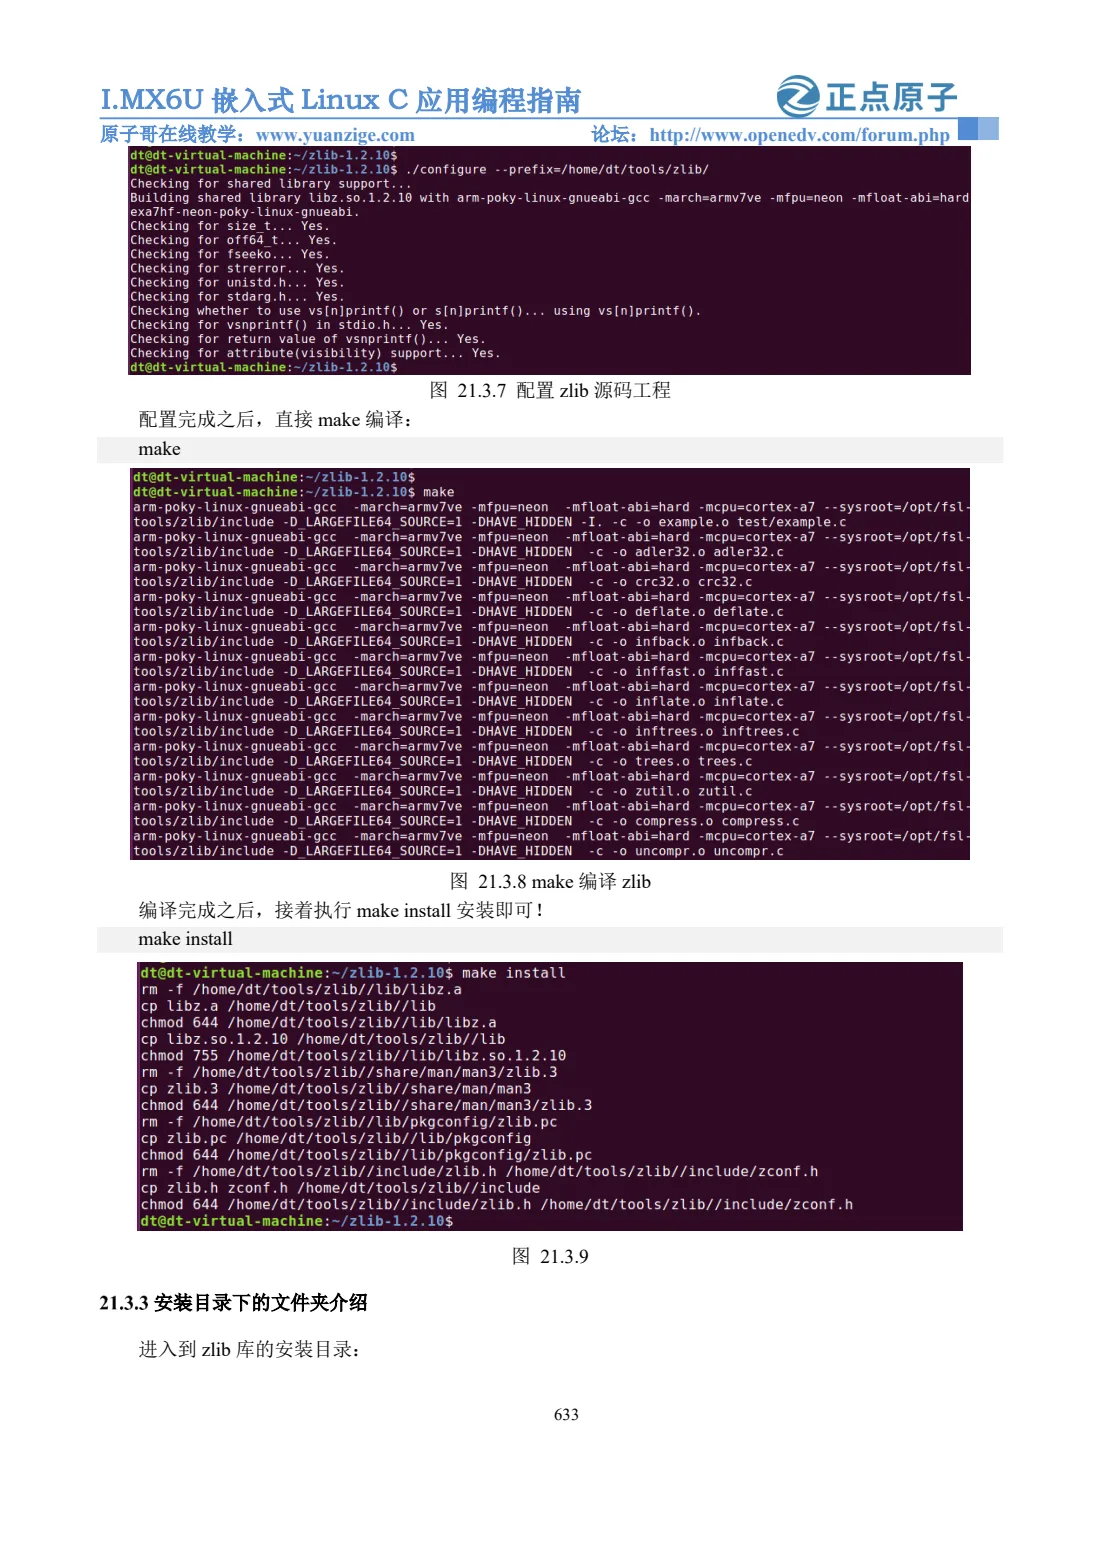 I.MX6U 嵌入式 Linux C 应用编程指南
正点原子
原子哥在线教学：www.yuanzige.com 论坛：http://www.openedv.com/forum.php
dt@dt-virtual-machine:~/zlib-1.2.10$
dt@dt-virtual-machine:~/zlib-1.2.10$ ./configure --prefix=/home/dt/tools/zlib/
Checking for shared library support...
Building shared library libz.so.1.2.10 with arm-poky-linux-gnueabi-gcc -march=armv7ve -mfpu=neon -mfloat-abi=hard
exa7hf-neon-poky-linux-gnueabi.
Checking for size_t... Yes.
Checking for off64_t... Yes.
Checking for fseeko... Yes.
Checking for strerror... Yes.
Checking for unistd.h... Yes.
Checking for stdarg.h... Yes.
Checking whether to use vs[n]printf() or s[n]printf()... using vs[n]printf().
Checking for vsnprintf() in stdio.h... Yes.
Checking for return value of vsnprintf()... Yes.
Checking for attribute(visibility) support... Yes.
dt@dt-virtual-machine:~/zlib-1.2.10$
图 21.3.7 配置 zlib 源码工程
配置完成之后，直接 make 编译：
make
dt@dt-virtual-machine:~/zlib-1.2.10$
dt@dt-virtual-machine:~/zlib-1.2.10$ make
arm-poky-linux-gnueabi-gcc  -march=armv7ve -mfpu=neon  -mfloat-abi=hard -mcpu=cortex-a7 --sysroot=/opt/fsl-
tools/zlib/include -D_LARGEFILE64_SOURCE=1 -DHAVE_HIDDEN -I. -c -o example.o test/example.c
arm-poky-linux-gnueabi-gcc  -march=armv7ve -mfpu=neon  -mfloat-abi=hard -mcpu=cortex-a7 --sysroot=/opt/fsl-
tools/zlib/include -D_LARGEFILE64_SOURCE=1 -DHAVE_HIDDEN  -c -o adler32.o adler32.c
arm-poky-linux-gnueabi-gcc  -march=armv7ve -mfpu=neon  -mfloat-abi=hard -mcpu=cortex-a7 --sysroot=/opt/fsl-
tools/zlib/include -D_LARGEFILE64_SOURCE=1 -DHAVE_HIDDEN  -c -o crc32.o crc32.c
arm-poky-linux-gnueabi-gcc  -march=armv7ve -mfpu=neon  -mfloat-abi=hard -mcpu=cortex-a7 --sysroot=/opt/fsl-
tools/zlib/include -D_LARGEFILE64_SOURCE=1 -DHAVE_HIDDEN  -c -o deflate.o deflate.c
arm-poky-linux-gnueabi-gcc  -march=armv7ve -mfpu=neon  -mfloat-abi=hard -mcpu=cortex-a7 --sysroot=/opt/fsl-
tools/zlib/include -D_LARGEFILE64_SOURCE=1 -DHAVE_HIDDEN  -c -o infback.o infback.c
arm-poky-linux-gnueabi-gcc  -march=armv7ve -mfpu=neon  -mfloat-abi=hard -mcpu=cortex-a7 --sysroot=/opt/fsl-
tools/zlib/include -D_LARGEFILE64_SOURCE=1 -DHAVE_HIDDEN  -c -o inffast.o inffast.c
arm-poky-linux-gnueabi-gcc  -march=armv7ve -mfpu=neon  -mfloat-abi=hard -mcpu=cortex-a7 --sysroot=/opt/fsl-
tools/zlib/include -D_LARGEFILE64_SOURCE=1 -DHAVE_HIDDEN  -c -o inflate.o inflate.c
arm-poky-linux-gnueabi-gcc  -march=armv7ve -mfpu=neon  -mfloat-abi=hard -mcpu=cortex-a7 --sysroot=/opt/fsl-
tools/zlib/include -D_LARGEFILE64_SOURCE=1 -DHAVE_HIDDEN  -c -o inftrees.o inftrees.c
arm-poky-linux-gnueabi-gcc  -march=armv7ve -mfpu=neon  -mfloat-abi=hard -mcpu=cortex-a7 --sysroot=/opt/fsl-
tools/zlib/include -D_LARGEFILE64_SOURCE=1 -DHAVE_HIDDEN  -c -o trees.o trees.c
arm-poky-linux-gnueabi-gcc  -march=armv7ve -mfpu=neon  -mfloat-abi=hard -mcpu=cortex-a7 --sysroot=/opt/fsl-
tools/zlib/include -D_LARGEFILE64_SOURCE=1 -DHAVE_HIDDEN  -c -o zutil.o zutil.c
arm-poky-linux-gnueabi-gcc  -march=armv7ve -mfpu=neon  -mfloat-abi=hard -mcpu=cortex-a7 --sysroot=/opt/fsl-
tools/zlib/include -D_LARGEFILE64_SOURCE=1 -DHAVE_HIDDEN  -c -o compress.o compress.c
arm-poky-linux-gnueabi-gcc  -march=armv7ve -mfpu=neon  -mfloat-abi=hard -mcpu=cortex-a7 --sysroot=/opt/fsl-
tools/zlib/include -D_LARGEFILE64_SOURCE=1 -DHAVE_HIDDEN  -c -o uncompr.o uncompr.c
图 21.3.8 make 编译 zlib
编译完成之后，接着执行 make install 安装即可！
make install
dt@dt-virtual-machine:~/zlib-1.2.10$ make install
rm -f /home/dt/tools/zlib//lib/libz.a
cp libz.a /home/dt/tools/zlib//lib
chmod 644 /home/dt/tools/zlib//lib/libz.a
cp libz.so.1.2.10 /home/dt/tools/zlib//lib
chmod 755 /home/dt/tools/zlib//lib/libz.so.1.2.10
rm -f /home/dt/tools/zlib//share/man/man3/zlib.3
cp zlib.3 /home/dt/tools/zlib//share/man/man3
chmod 644 /home/dt/tools/zlib//share/man/man3/zlib.3
rm -f /home/dt/tools/zlib//lib/pkgconfig/zlib.pc
cp zlib.pc /home/dt/tools/zlib//lib/pkgconfig
chmod 644 /home/dt/tools/zlib//lib/pkgconfig/zlib.pc
rm -f /home/dt/tools/zlib//include/zlib.h /home/dt/tools/zlib//include/zconf.h
cp zlib.h zconf.h /home/dt/tools/zlib//include
chmod 644 /home/dt/tools/zlib//include/zlib.h /home/dt/tools/zlib//include/zconf.h
dt@dt-virtual-machine:~/zlib-1.2.10$
图 21.3.9
21.3.3 安装目录下的文件夹介绍
进入到 zlib 库的安装目录：
633